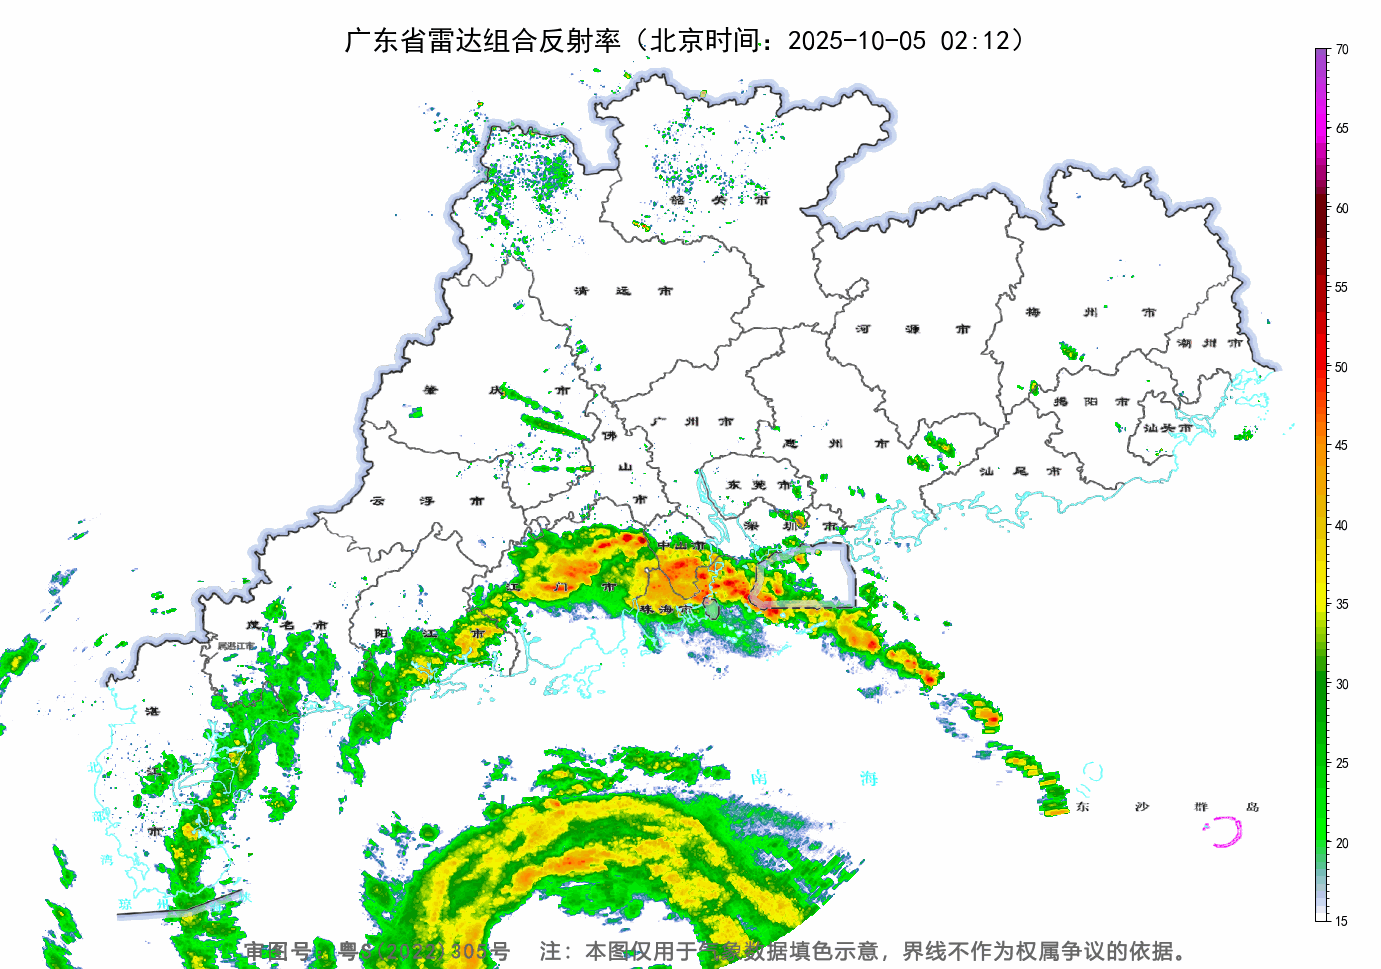 广东省雷达组合反射率（北京时间：2025-10-05 02:12）
70
65
60
55
50
45
40
35
30
25
20
15
韶 关 市
清 远 市
河 源 市
梅 州 市
潮 州 市
肇 庆 市
广 州 市
惠 州 市
揭 阳 市
汕头市
佛 山 市
东 莞 市
汕 尾 市
云 浮 市
深 圳 市
中 山 市
江 门 市
珠 海 市
茂 名 市
阳 江 市
属湛江市
湛 江 市
北 部 湾
琼 州 海 峡
南 海
东 沙 群 岛
审图号：粤S(2022)305号 注：本图仅用于气象数据填色示意，界线不作为权属争议的依据。